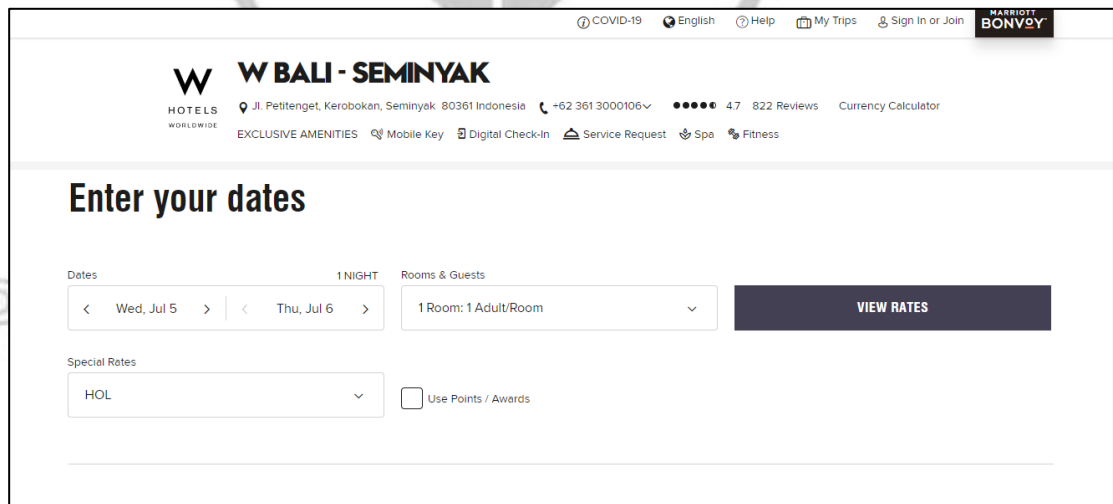 COVID-19 English Help My Trips Sign In or Join
MARRIOTT
BONVOY
W
HOTELS
WORLDWIDE
W BALI - SEMINYAK
Jl. Petitenget, Kerobokan, Seminyak 80361 Indonesia +62 361 3000106 4.7 822 Reviews Currency Calculator
EXCLUSIVE AMENITIES Mobile Key Digital Check-In Service Request Spa Fitness
Enter your dates
Dates 1 NIGHT Rooms & Guests
Wed, Jul 5 Thu, Jul 6 1 Room: 1 Adult/Room VIEW RATES
Special Rates
HOL Use Points / Awards